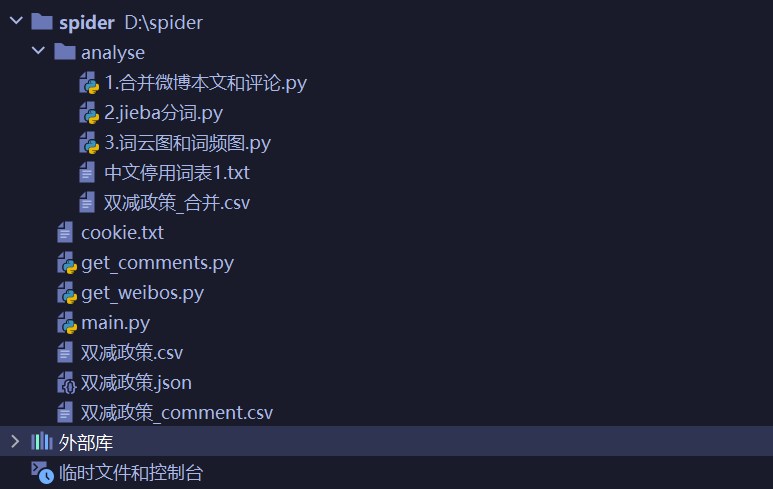 spider D:\spider
analyse
1.合并微博本文和评论.py
2.jieba分词.py
3.词云图和词频图.py
中文停用词表1.txt
双减政策_合并.csv
cookie.txt
get_comments.py
get_weibos.py
main.py
双减政策.csv
双减政策.json
双减政策_comment.csv
外部库
临时文件和控制台